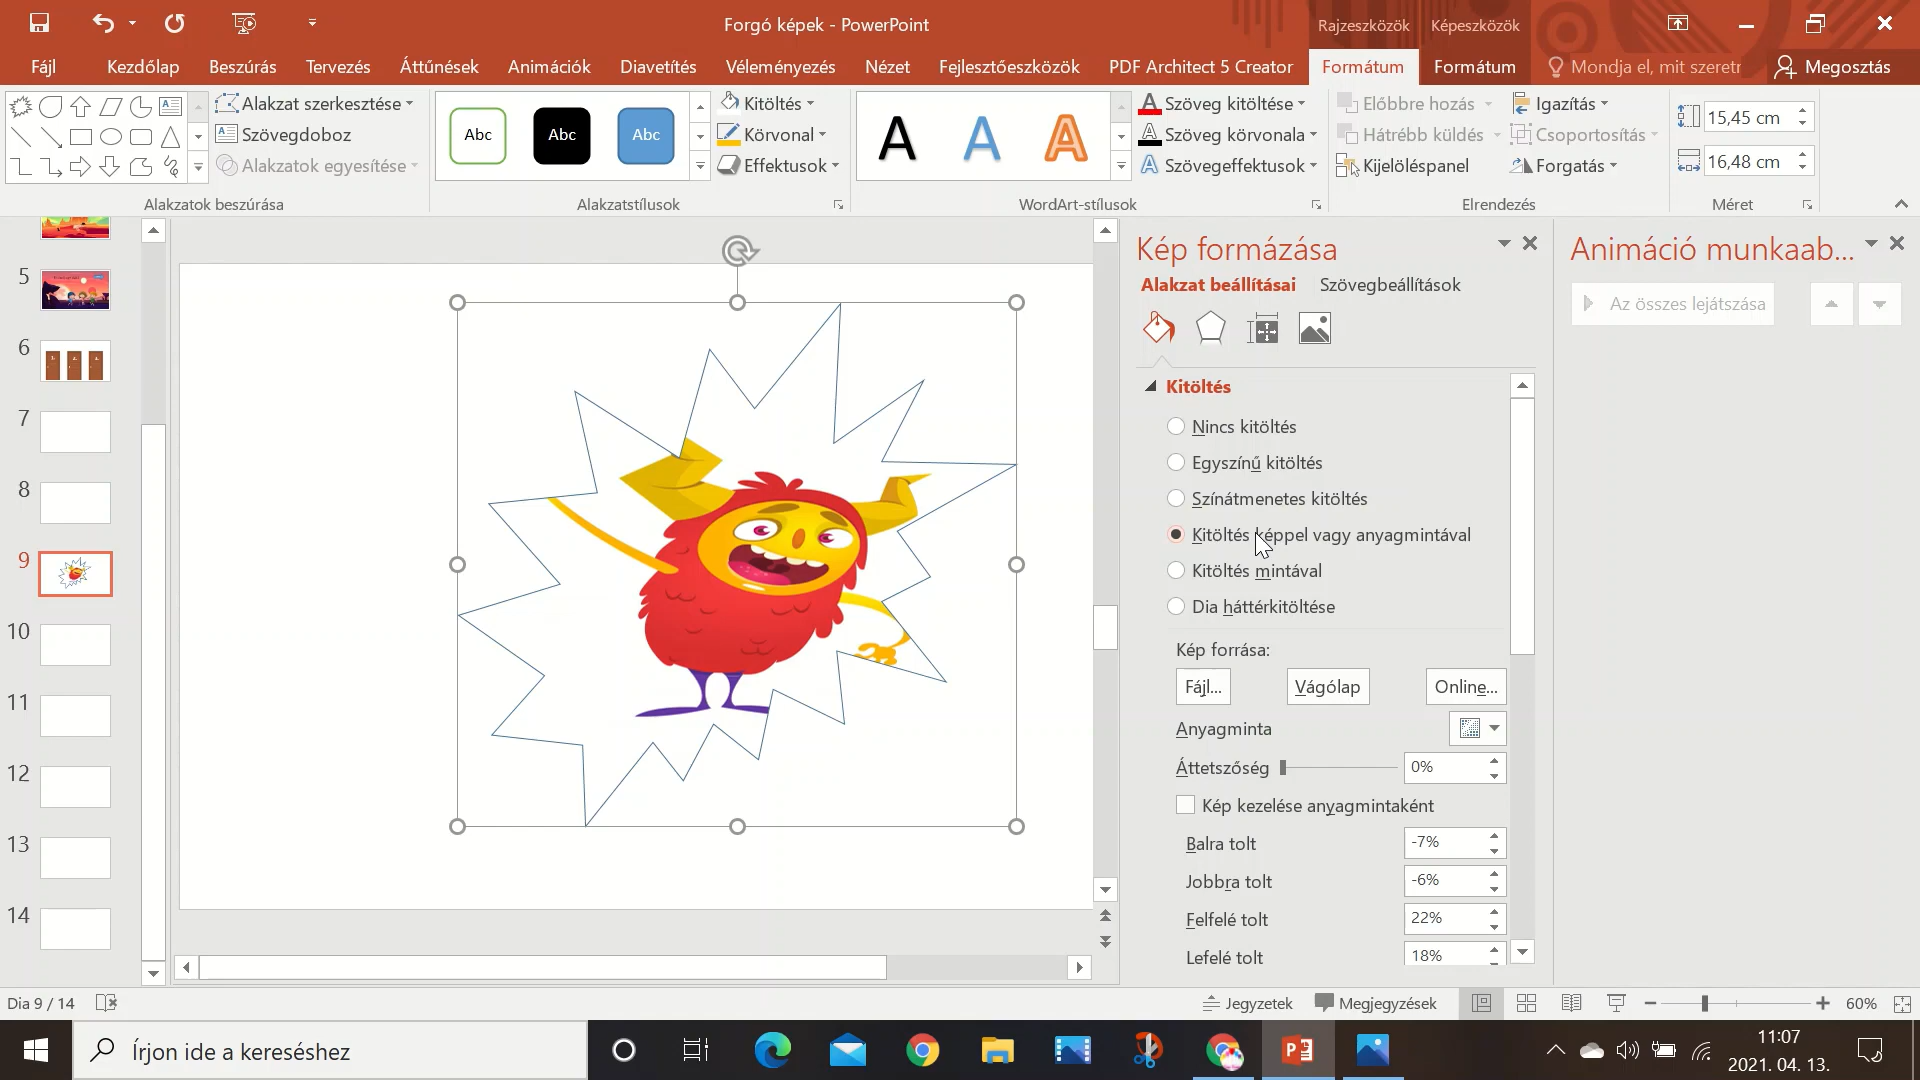 Forgó képek - PowerPoint
Rajzeszközök
Képeszközök
Fájl
Kezdőlap
Beszúrás
Tervezés
Áttűnések
Animációk
Diavetítés
Véleményezés
Nézet
Fejlesztőeszközök
PDF Architect 5 Creator
Formátum
Formátum
Mondja el, mit szeretn
Megosztás
Alakzat szerkesztése
Szövegdoboz
Alakzatok egyesítése
Alakzatok beszúrása
Abc
Abc
Abc
Kitöltés
Körvonal
Effektusok
Alakzatstílusok
A
A
A
Szöveg kitöltése
Szöveg körvonala
Szövegeffektusok
WordArt-stílusok
Előbbre hozás
Hátrébb küldés
Kijelöléspanel
Igazítás
Csoportosítás
Forgatás
Elrendezés
15,45 cm
16,48 cm
Méret
5
6
7
8
9
10
11
12
13
14
Kép formázása
Alakzat beállításai
Szövegbeállítások
Kitöltés
Nincs kitöltés
Egyszínű kitöltés
Színátmenetes kitöltés
Kitöltés képpel vagy anyagmintával
Kitöltés mintával
Dia háttérkitöltése
Kép forrása:
Fájl...
Vágólap
Online...
Anyagminta
Áttetszőség
0%
Kép kezelése anyagmintaként
Balra tolt
-7%
Jobbra tolt
-6%
Felfelé tolt
22%
Lefelé tolt
18%
Animáció munkaab...
Az összes lejátszása
Dia 9 / 14
Jegyzetek
Megjegyzések
60%
Írjon ide a kereséshez
11:07
2021. 04. 13.